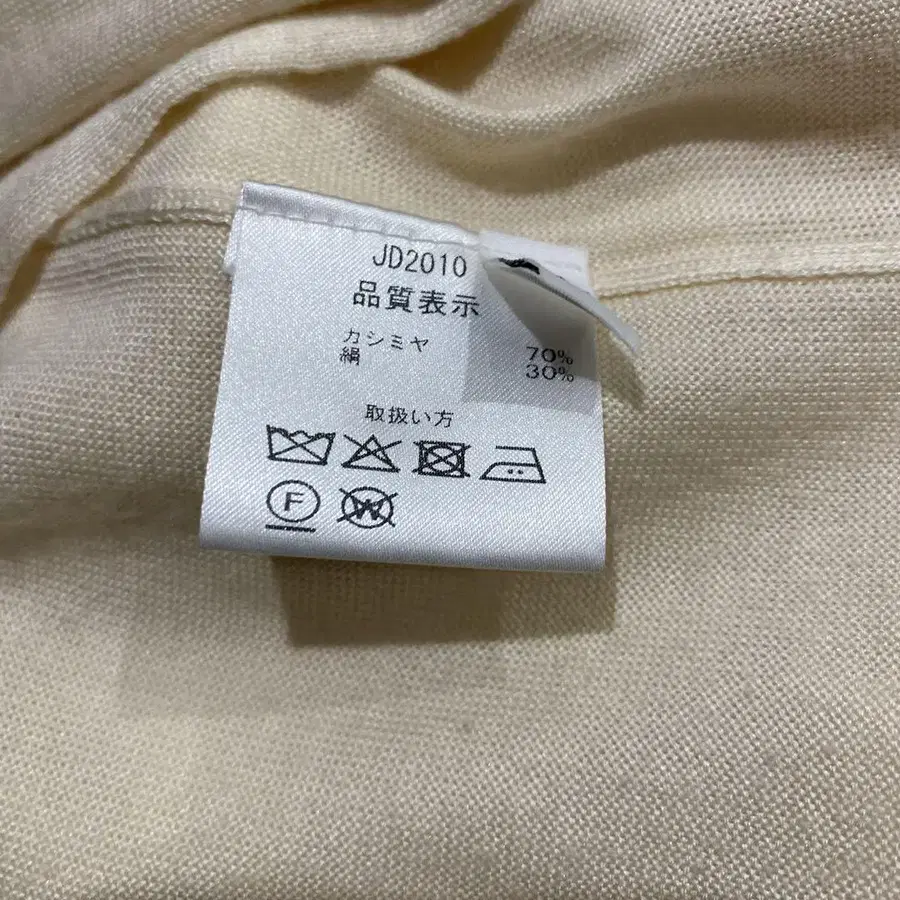 JD2010
品質表示
カシミヤ 70%
絹 30%
取扱い方
F
W